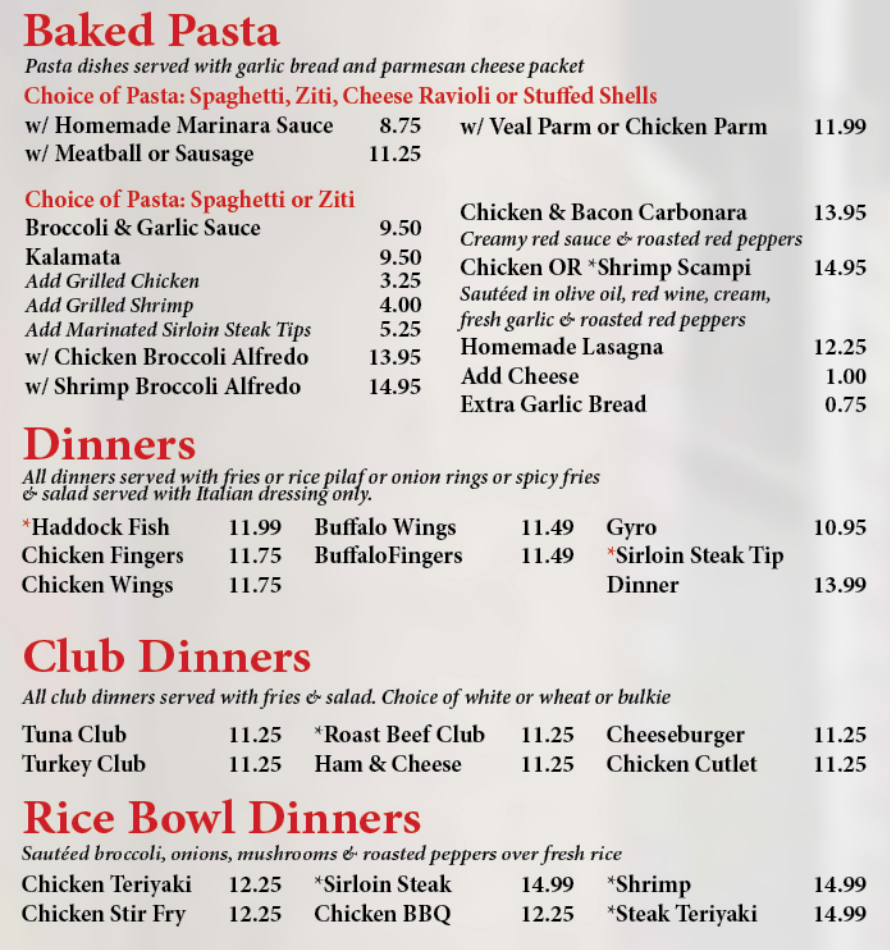 Baked Pasta
Pasta dishes served with garlic bread and parmesan cheese packet
Choice of Pasta: Spaghetti, Ziti, Cheese Ravioli or Stuffed Shells
w/ Homemade Marinara Sauce 8.75
w/ Meatball or Sausage 11.25
w/ Veal Parm or Chicken Parm 11.99
Choice of Pasta: Spaghetti or Ziti
Broccoli & Garlic Sauce 9.50
Kalamata 9.50
Add Grilled Chicken 3.25
Add Grilled Shrimp 4.00
Add Marinated Sirloin Steak Tips 5.25
w/ Chicken Broccoli Alfredo 13.95
w/ Shrimp Broccoli Alfredo 14.95
Chicken & Bacon Carbonara 13.95
Creamy red sauce & roasted red peppers
Chicken OR *Shrimp Scampi 14.95
Sautéed in olive oil, red wine, cream,
fresh garlic & roasted red peppers
Homemade Lasagna 12.25
Add Cheese 1.00
Extra Garlic Bread 0.75
Dinners
All dinners served with fries or rice pilaf or onion rings or spicy fries
& salad served with Italian dressing only.
*Haddock Fish 11.99
Chicken Fingers 11.75
Chicken Wings 11.75
Buffalo Wings 11.49
BuffaloFingers 11.49
Gyro 10.95
*Sirloin Steak Tip
Dinner 13.99
Club Dinners
All club dinners served with fries & salad. Choice of white or wheat or bulkie
Tuna Club 11.25
Turkey Club 11.25
*Roast Beef Club 11.25
Ham & Cheese 11.25
Cheeseburger 11.25
Chicken Cutlet 11.25
Rice Bowl Dinners
Sautéed broccoli, onions, mushrooms & roasted peppers over fresh rice
Chicken Teriyaki 12.25
Chicken Stir Fry 12.25
*Sirloin Steak 14.99
Chicken BBQ 12.25
*Shrimp 14.99
*Steak Teriyaki 14.99